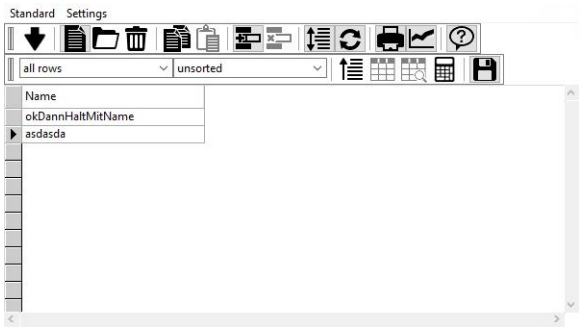 Standard Settings
all rows unsorted
Name
okDannHaltMitName
asdasda